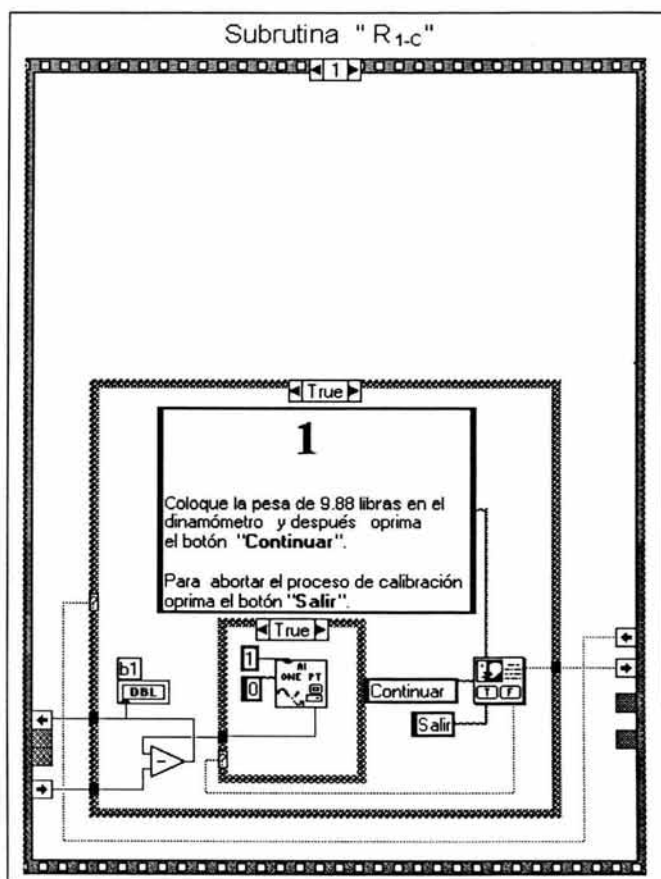 Subrutina " R1-C"
1
True
1
Coloque la pesa de 9.88 libras en el
dinamómetro y después oprima
el botón "Continuar".
Para abortar el proceso de calibración
oprima el botón "Salir".
True
1
AI
ONE PT
0
b1
DBL
Continuar
T F
Salir